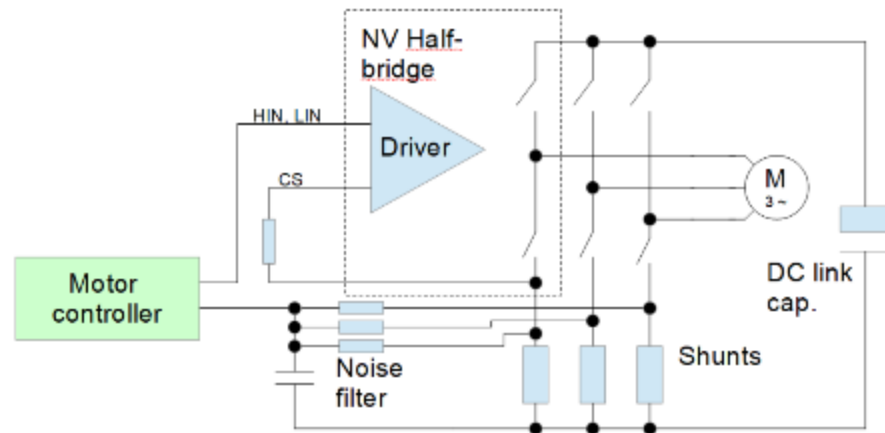 NV Half-
bridge
HIN, LIN
Driver
CS
M
3 ~
Motor
controller
DC link
cap.
Noise
filter
Shunts